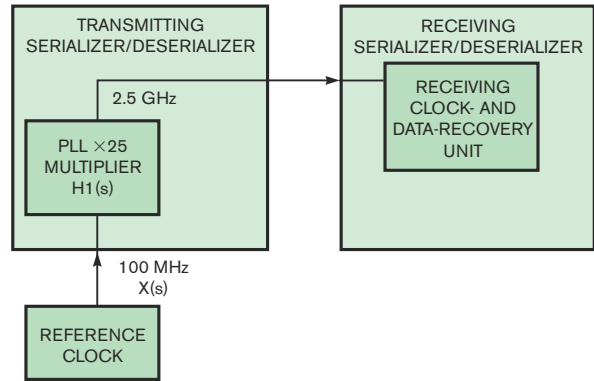 TRANSMITTING
SERIALIZER/DESERIALIZER
RECEIVING
SERIALIZER/DESERIALIZER
2.5 GHz
RECEIVING
CLOCK- AND
DATA-RECOVERY
UNIT
PLL ×25
MULTIPLIER
H1(s)
100 MHz
X(s)
REFERENCE
CLOCK